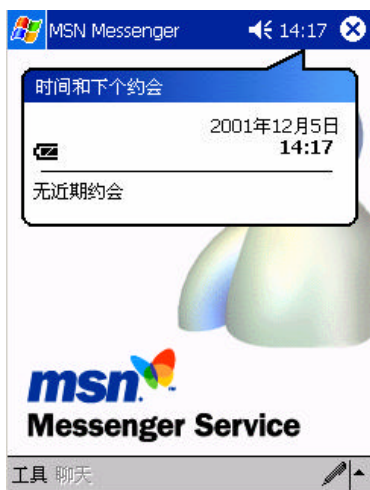 MSN Messenger 14:17
时间和下个约会
2001年12月5日
14:17
无近期约会
msn
Messenger Service
工具 聊天